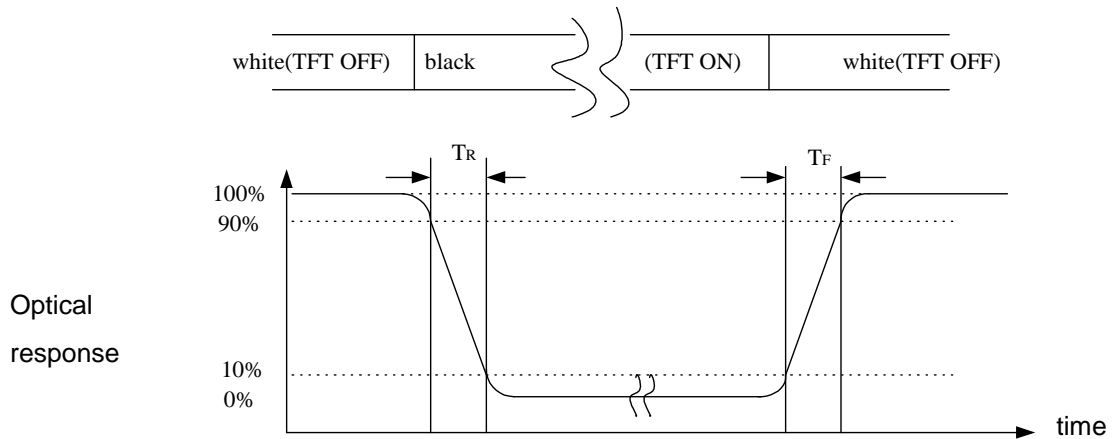 white(TFT OFF) black (TFT ON) white(TFT OFF)
TR TF
100%
90%
Optical
response
10%
0%
time